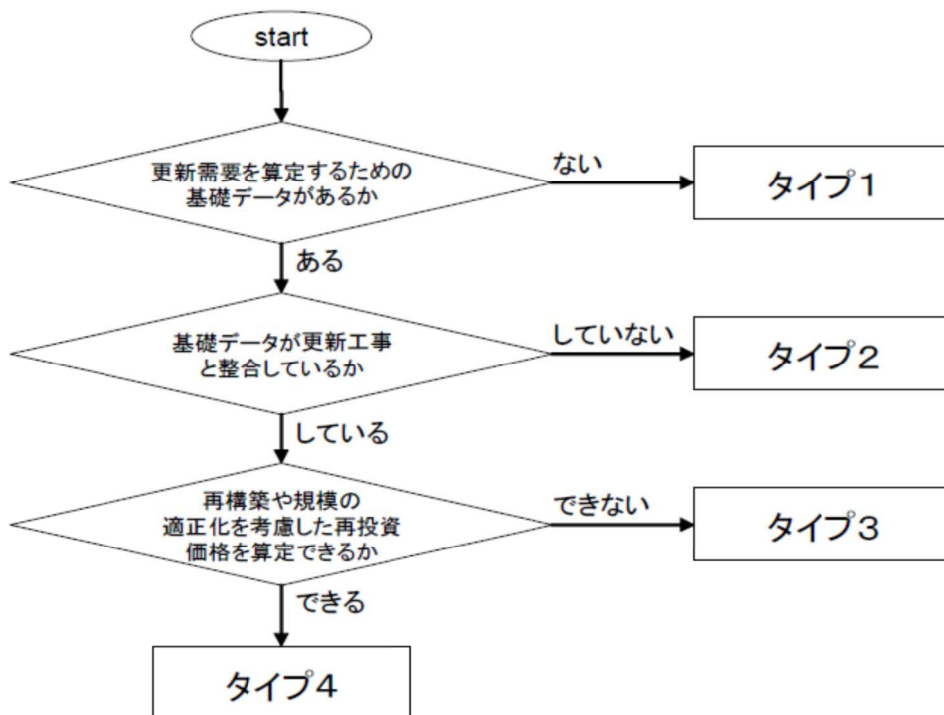 start
更新需要を算定するための
基礎データがあるか
ない
タイプ１
ある
基礎データが更新工事
と整合しているか
していない
タイプ２
している
再構築や規模の
適正化を考慮した再投資
価格を算定できるか
できない
タイプ３
できる
タイプ４